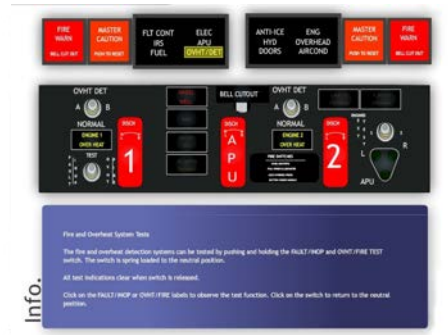 FIRE WARN
BELL CUT OUT
MASTER CAUTION
PUSH TO RESET
FLT CONT
IRS
FUEL
ELEC
APU
OVHT/DET
ANTI-ICE
HYD
DOORS
ENG
OVERHEAD
AIRCOND
MASTER CAUTION
PUSH TO RESET
FIRE WARN
BELL CUT OUT
OVHT DET
A B
NORMAL
ENGINE 1
OVER HEAT
TEST
DISCH
1
BELL CUTOUT
DISCH
APU
OVHT DET
A B
NORMAL
ENGINE 2
OVER HEAT
FIRE SWITCHES
DISCH
2
L
R
APU
Info.
Fire and Overheat System Tests
The fire and overheat detection systems can be tested by pushing and holding the FAULT/INOP and OVHT/FIRE TEST
switch. The switch is spring loaded to the neutral position.
All test indications clear when switch is released.
Click on the FAULT/INOP or OVHT/FIRE labels to observe the test function. Click on the switch to return to the neutral
position.